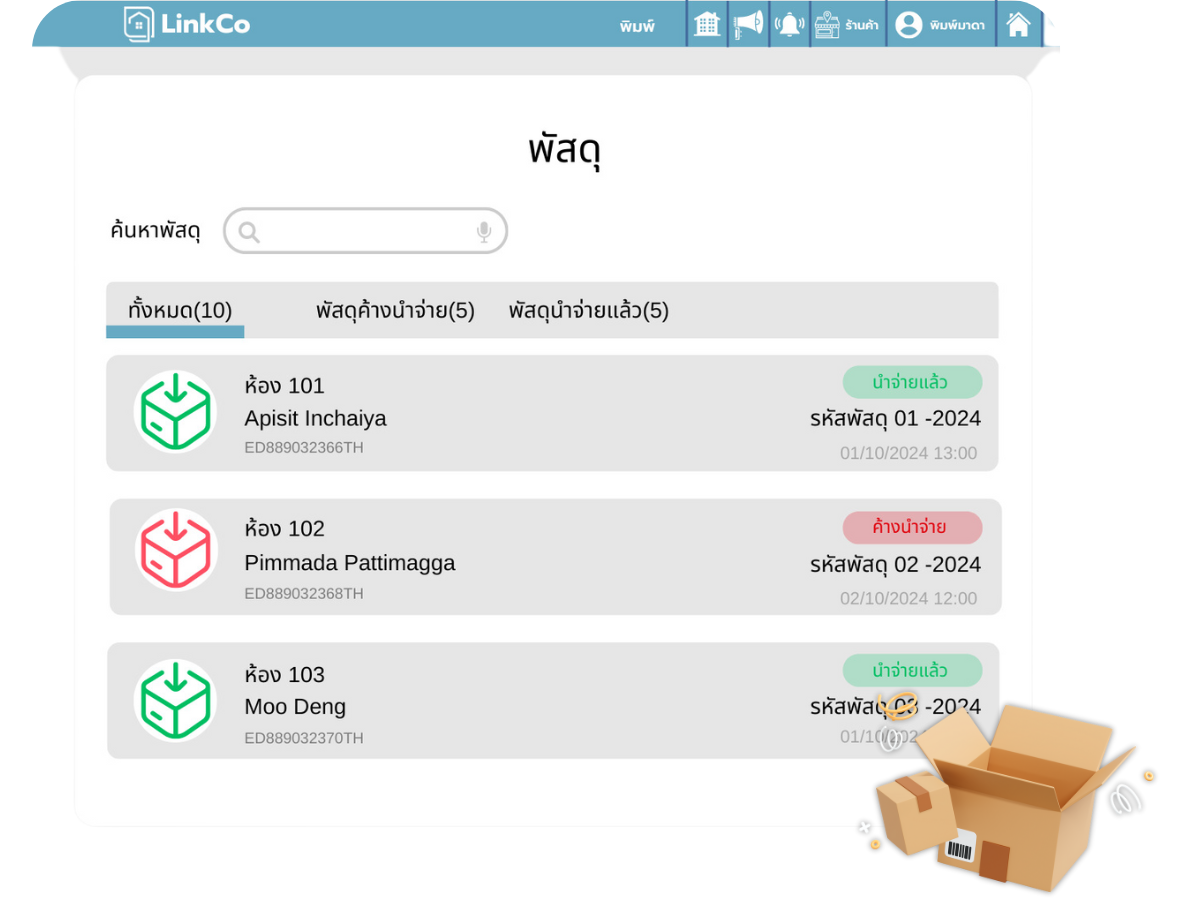 LinkCo
พิมพ์
ร้านค้า
พิมพ์มาดา
พัสดุ
ค้นหาพัสดุ
ทั้งหมด(10) พัสดุค้างนำจ่าย(5) พัสดุนำจ่ายแล้ว(5)
ห้อง 101
Apisit Inchaiya
ED889032366TH
นำจ่ายแล้ว
รหัสพัสดุ 01 -2024
01/10/2024 13:00
ห้อง 102
Pimmada Pattimagga
ED889032368TH
ค้างนำจ่าย
รหัสพัสดุ 02 -2024
02/10/2024 12:00
ห้อง 103
Moo Deng
ED889032370TH
นำจ่ายแล้ว
รหัสพัสดุ 03 -2024